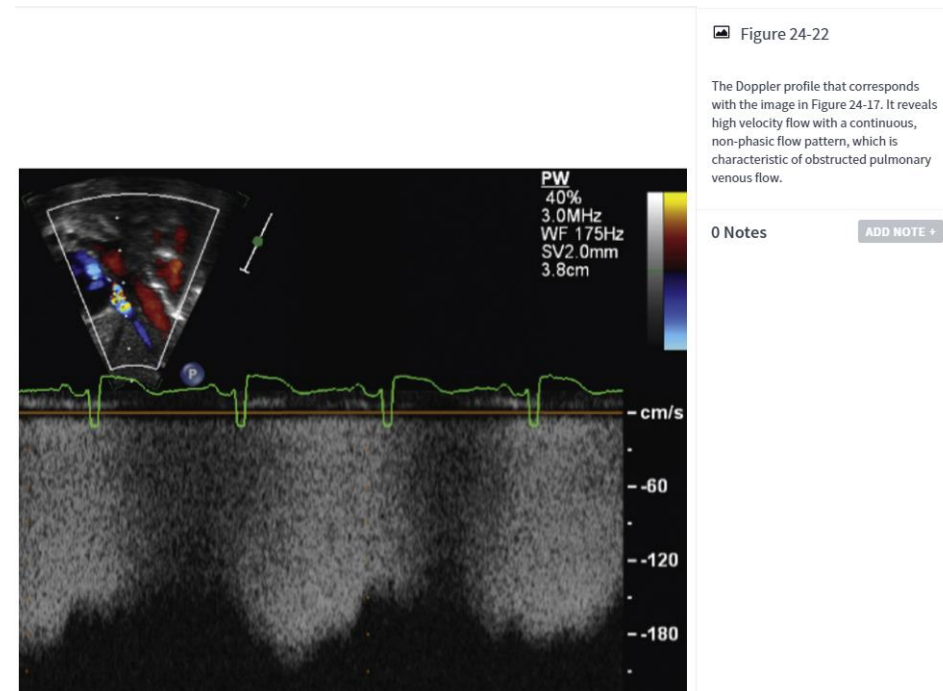 Figure 24-22
The Doppler profile that corresponds
with the image in Figure 24-17. It reveals
high velocity flow with a continuous,
non-phasic flow pattern, which is
characteristic of obstructed pulmonary
venous flow.
0 Notes
ADD NOTE +
PW
40%
3.0MHz
WF 175Hz
SV2.0mm
3.8cm
P
cm/s
-60
-120
-180